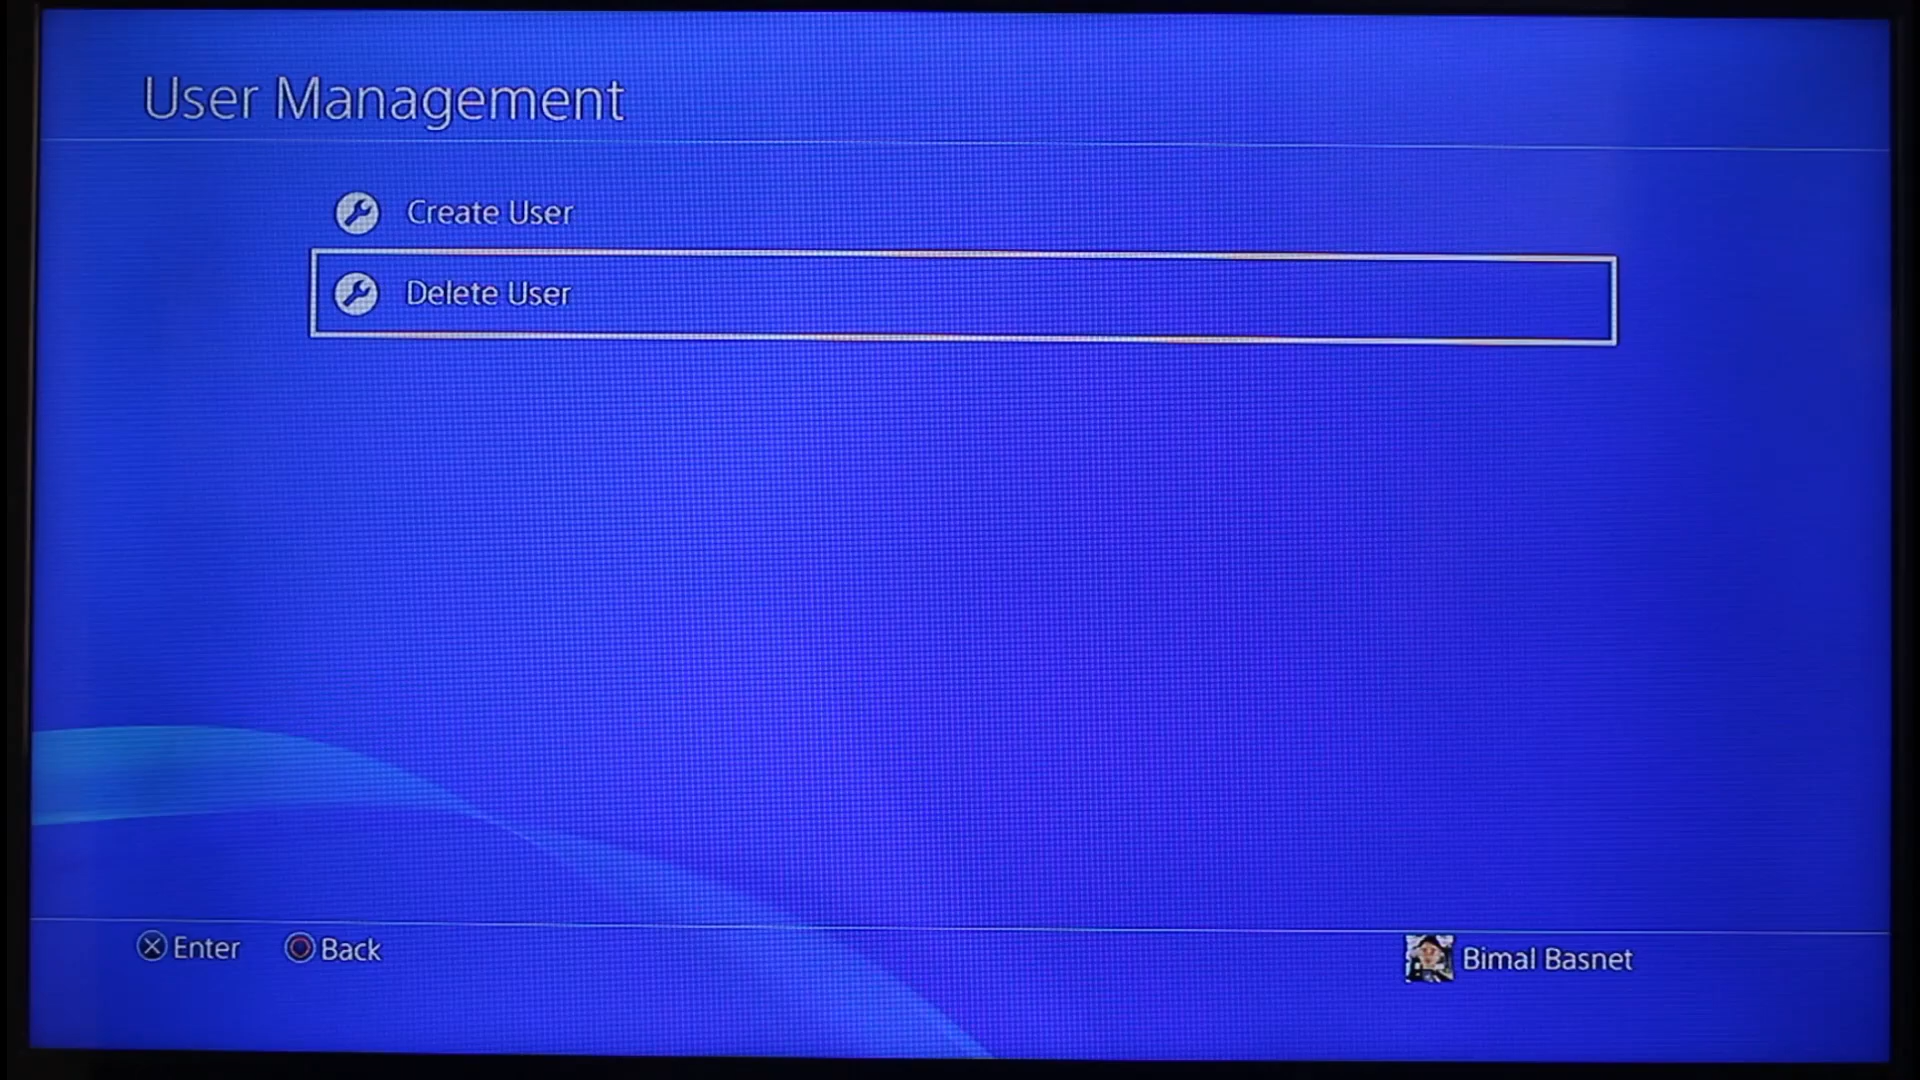 User Management
Create User
Delete User
Enter Back
Bimal Basnet